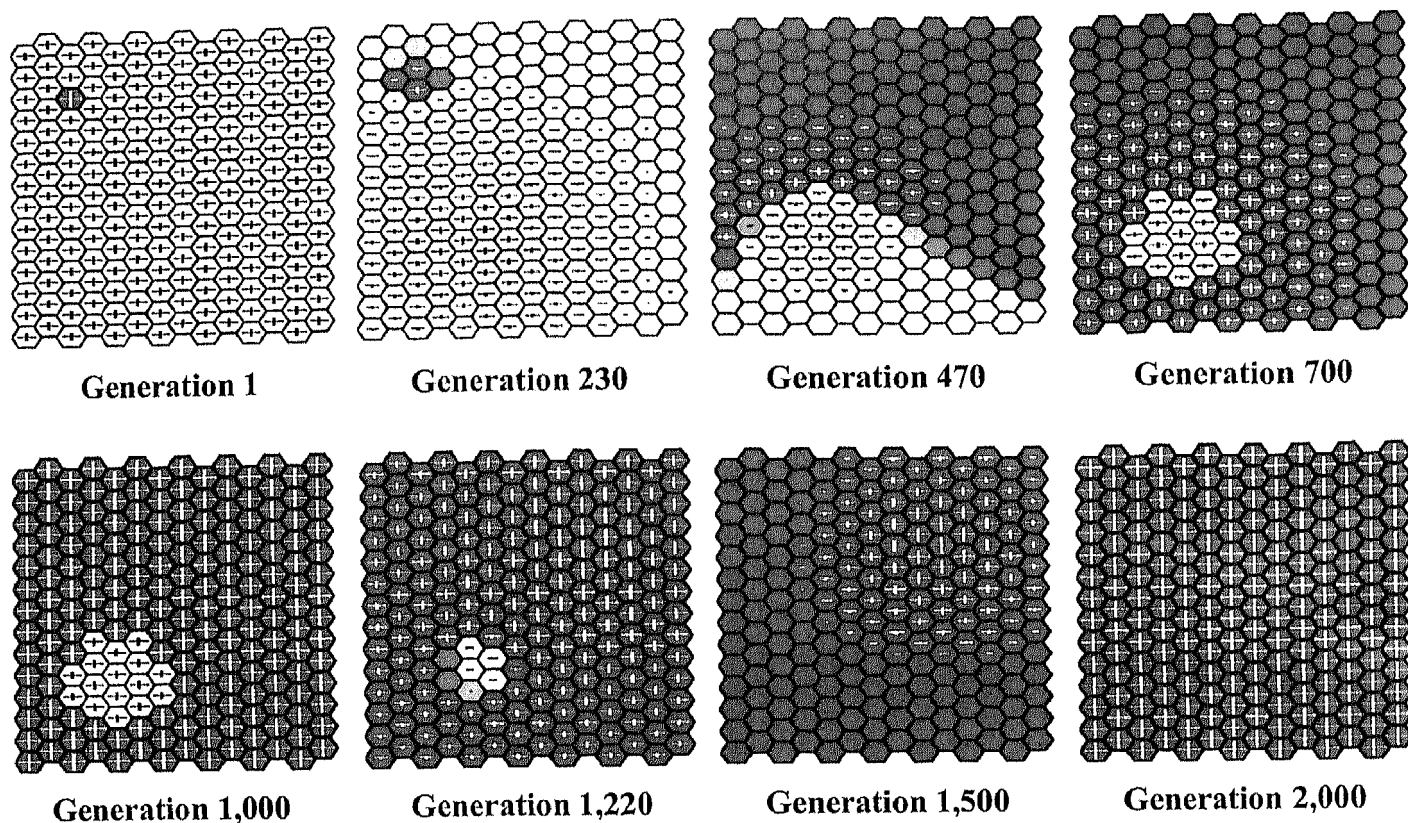 Generation 1
Generation 230
Generation 470
Generation 700
Generation 1,000
Generation 1,220
Generation 1,500
Generation 2,000